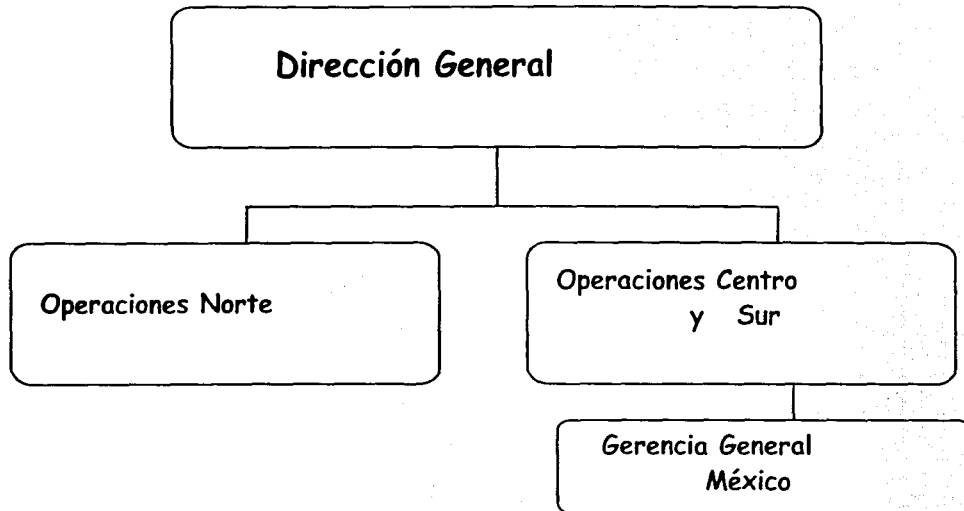 Dirección General
Operaciones Norte
Operaciones Centro
y Sur
Gerencia General
México